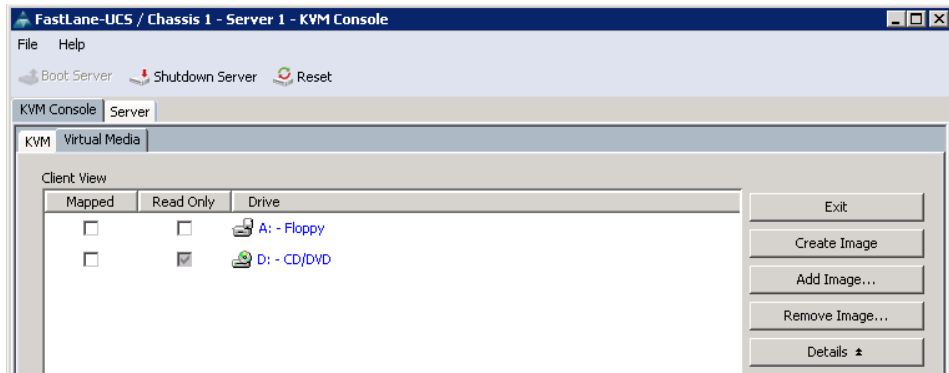 FastLane-UCS / Chassis 1 - Server 1 - KVM Console
File Help
Boot Server Shutdown Server Reset
KVM Console Server
KVM Virtual Media
Client View
Mapped Read Only Drive
A: - Floppy
D: - CD/DVD
Exit
Create Image
Add Image...
Remove Image...
Details